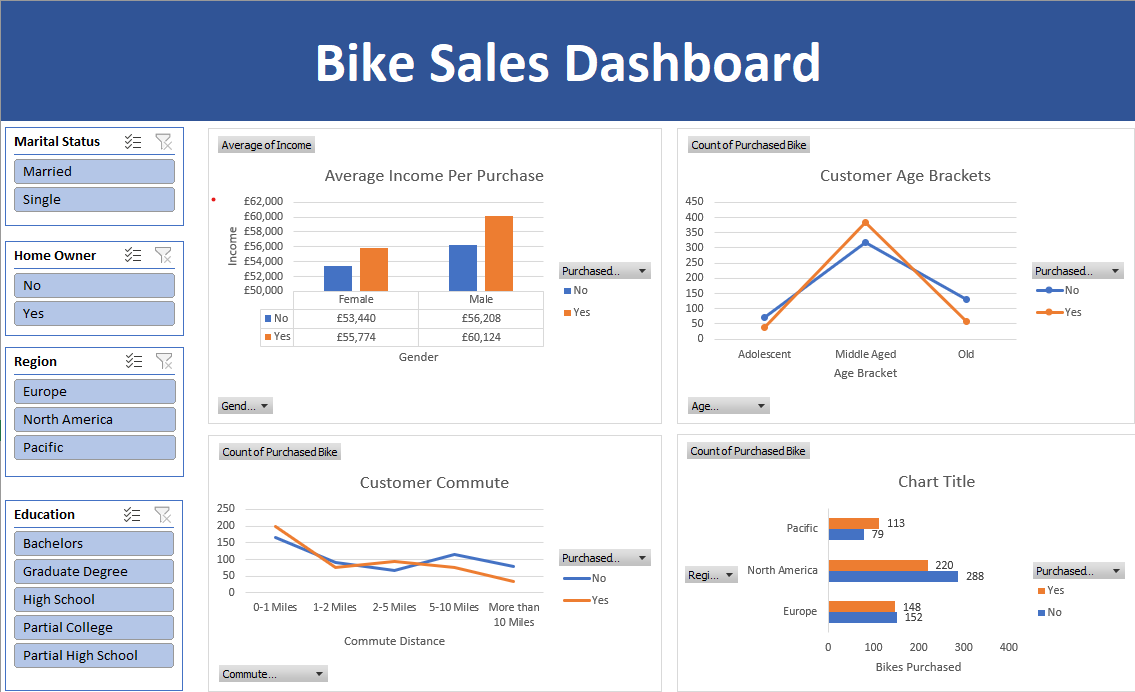 Bike Sales Dashboard
Marital Status
Married
Single
Home Owner
No
Yes
Region
Europe
North America
Pacific
Education
Bachelors
Graduate Degree
High School
Partial College
Partial High School
Average of Income
Average Income Per Purchase
£62,000
£60,000
£58,000
£56,000
£54,000
£52,000
£50,000
Income
Female Male
No £53,440 £56,208
Yes £55,774 £60,124
Gender
Purchased...
No
Yes
Gend...
Count of Purchased Bike
Customer Age Brackets
450
400
350
300
250
200
150
100
50
0
Adolescent Middle Aged Old
Age Bracket
Purchased...
No
Yes
Age...
Count of Purchased Bike
Customer Commute
250
200
150
100
50
0
0-1 Miles 1-2 Miles 2-5 Miles 5-10 Miles More than
10 Miles
Commute Distance
Purchased...
No
Yes
Commute...
Count of Purchased Bike
Chart Title
Regi...
Pacific 113
79
North America 220
288
Europe 148
152
0 100 200 300 400
Bikes Purchased
Purchased...
Yes
No